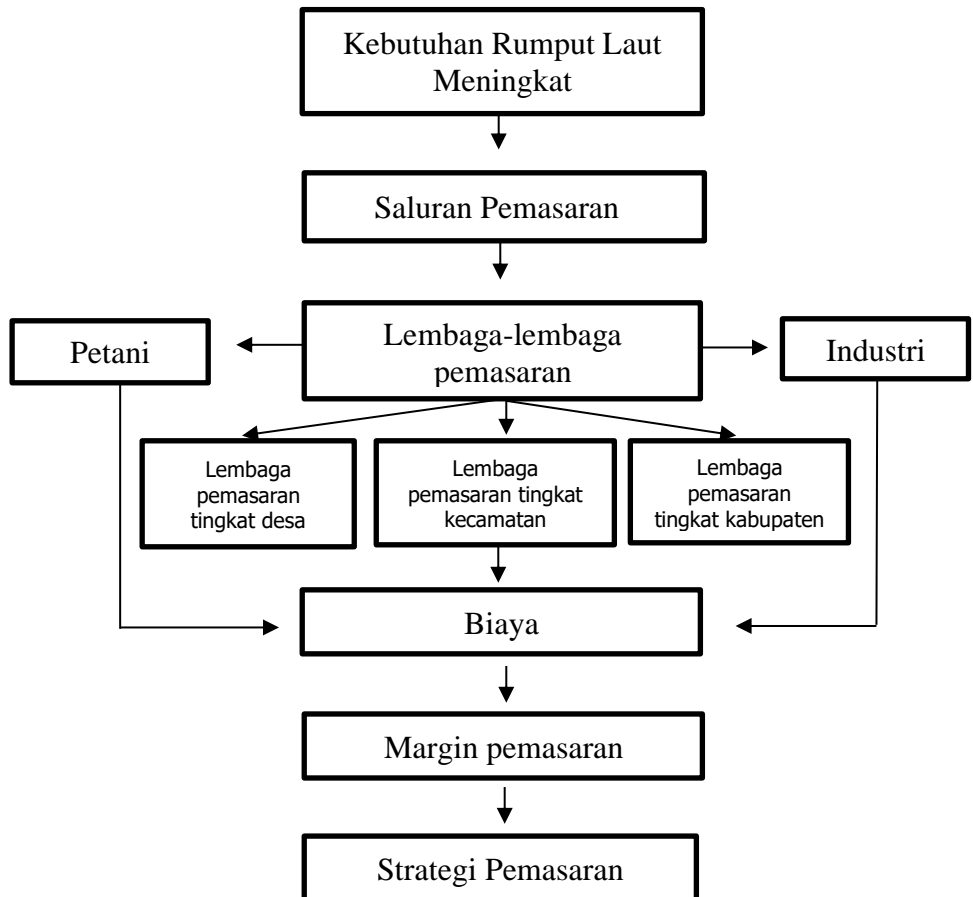 Kebutuhan Rumput Laut
Meningkat
Saluran Pemasaran
Petani
Lembaga-lembaga
pemasaran
Industri
Lembaga
pemasaran
tingkat desa
Lembaga
pemasaran tingkat
kecamatan
Lembaga
pemasaran
tingkat kabupaten
Biaya
Margin pemasaran
Strategi Pemasaran